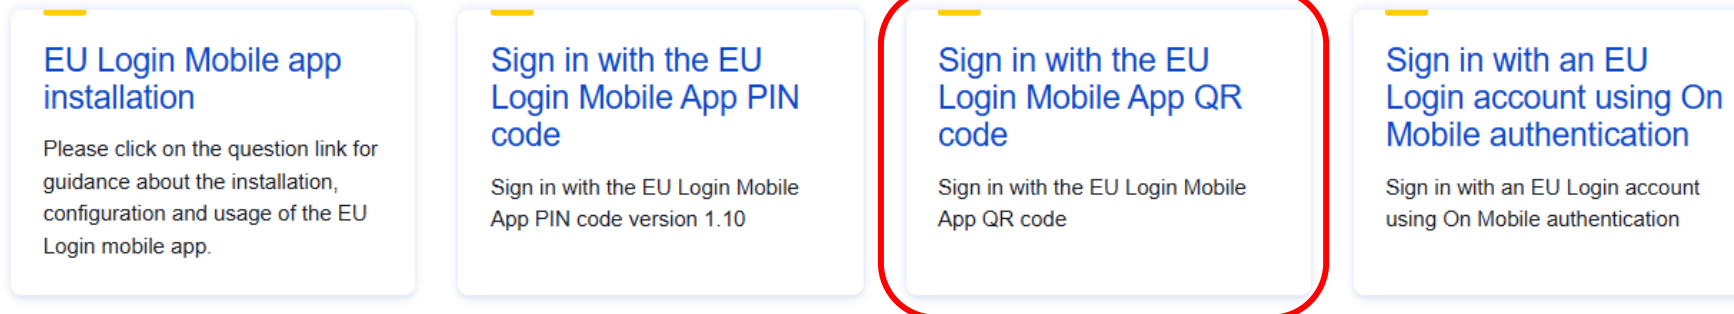 EU Login Mobile app
installation
Please click on the question link for
guidance about the installation,
configuration and usage of the EU
Login mobile app.
Sign in with the EU
Login Mobile App PIN
code
Sign in with the EU Login Mobile
App PIN code version 1.10
Sign in with the EU
Login Mobile App QR
code
Sign in with the EU Login Mobile
App QR code
Sign in with an EU
Login account using On
Mobile authentication
Sign in with an EU Login account
using On Mobile authentication